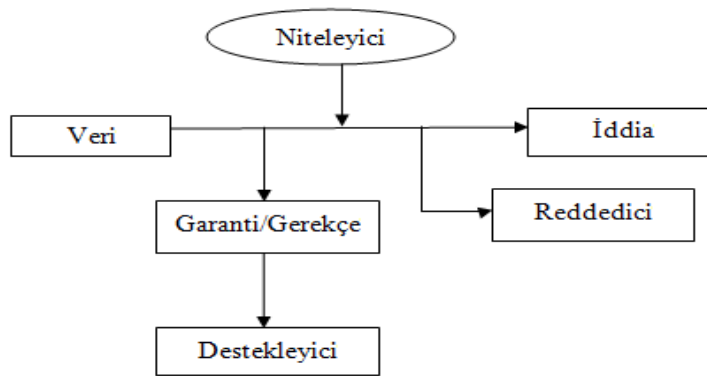 Niteleyici
Veri
İddia
Garanti/Gerekçe
Reddedici
Destekleyici